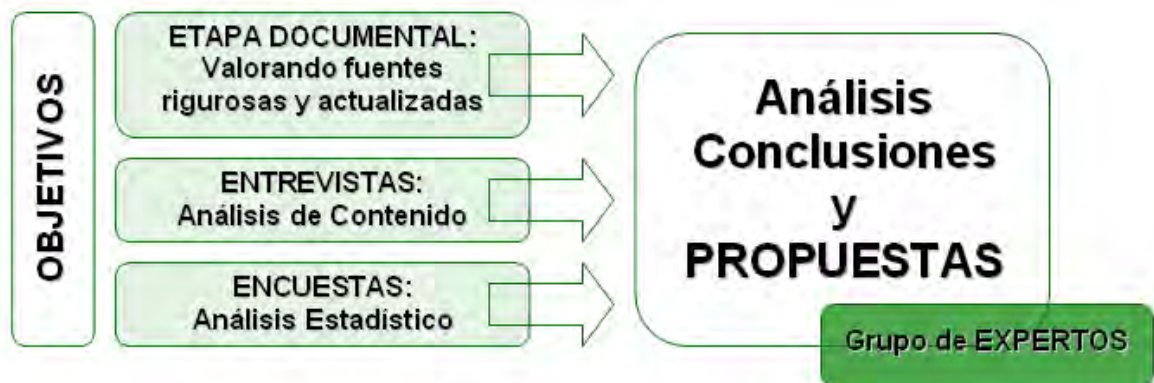 OBJETIVOS
ETAPA DOCUMENTAL:
Valorando fuentes
rigurosas y actualizadas
ENTREVISTAS:
Análisis de Contenido
ENCUESTAS:
Análisis Estadístico
Análisis
Conclusiones
y
PROPUESTAS
Grupo de EXPERTOS